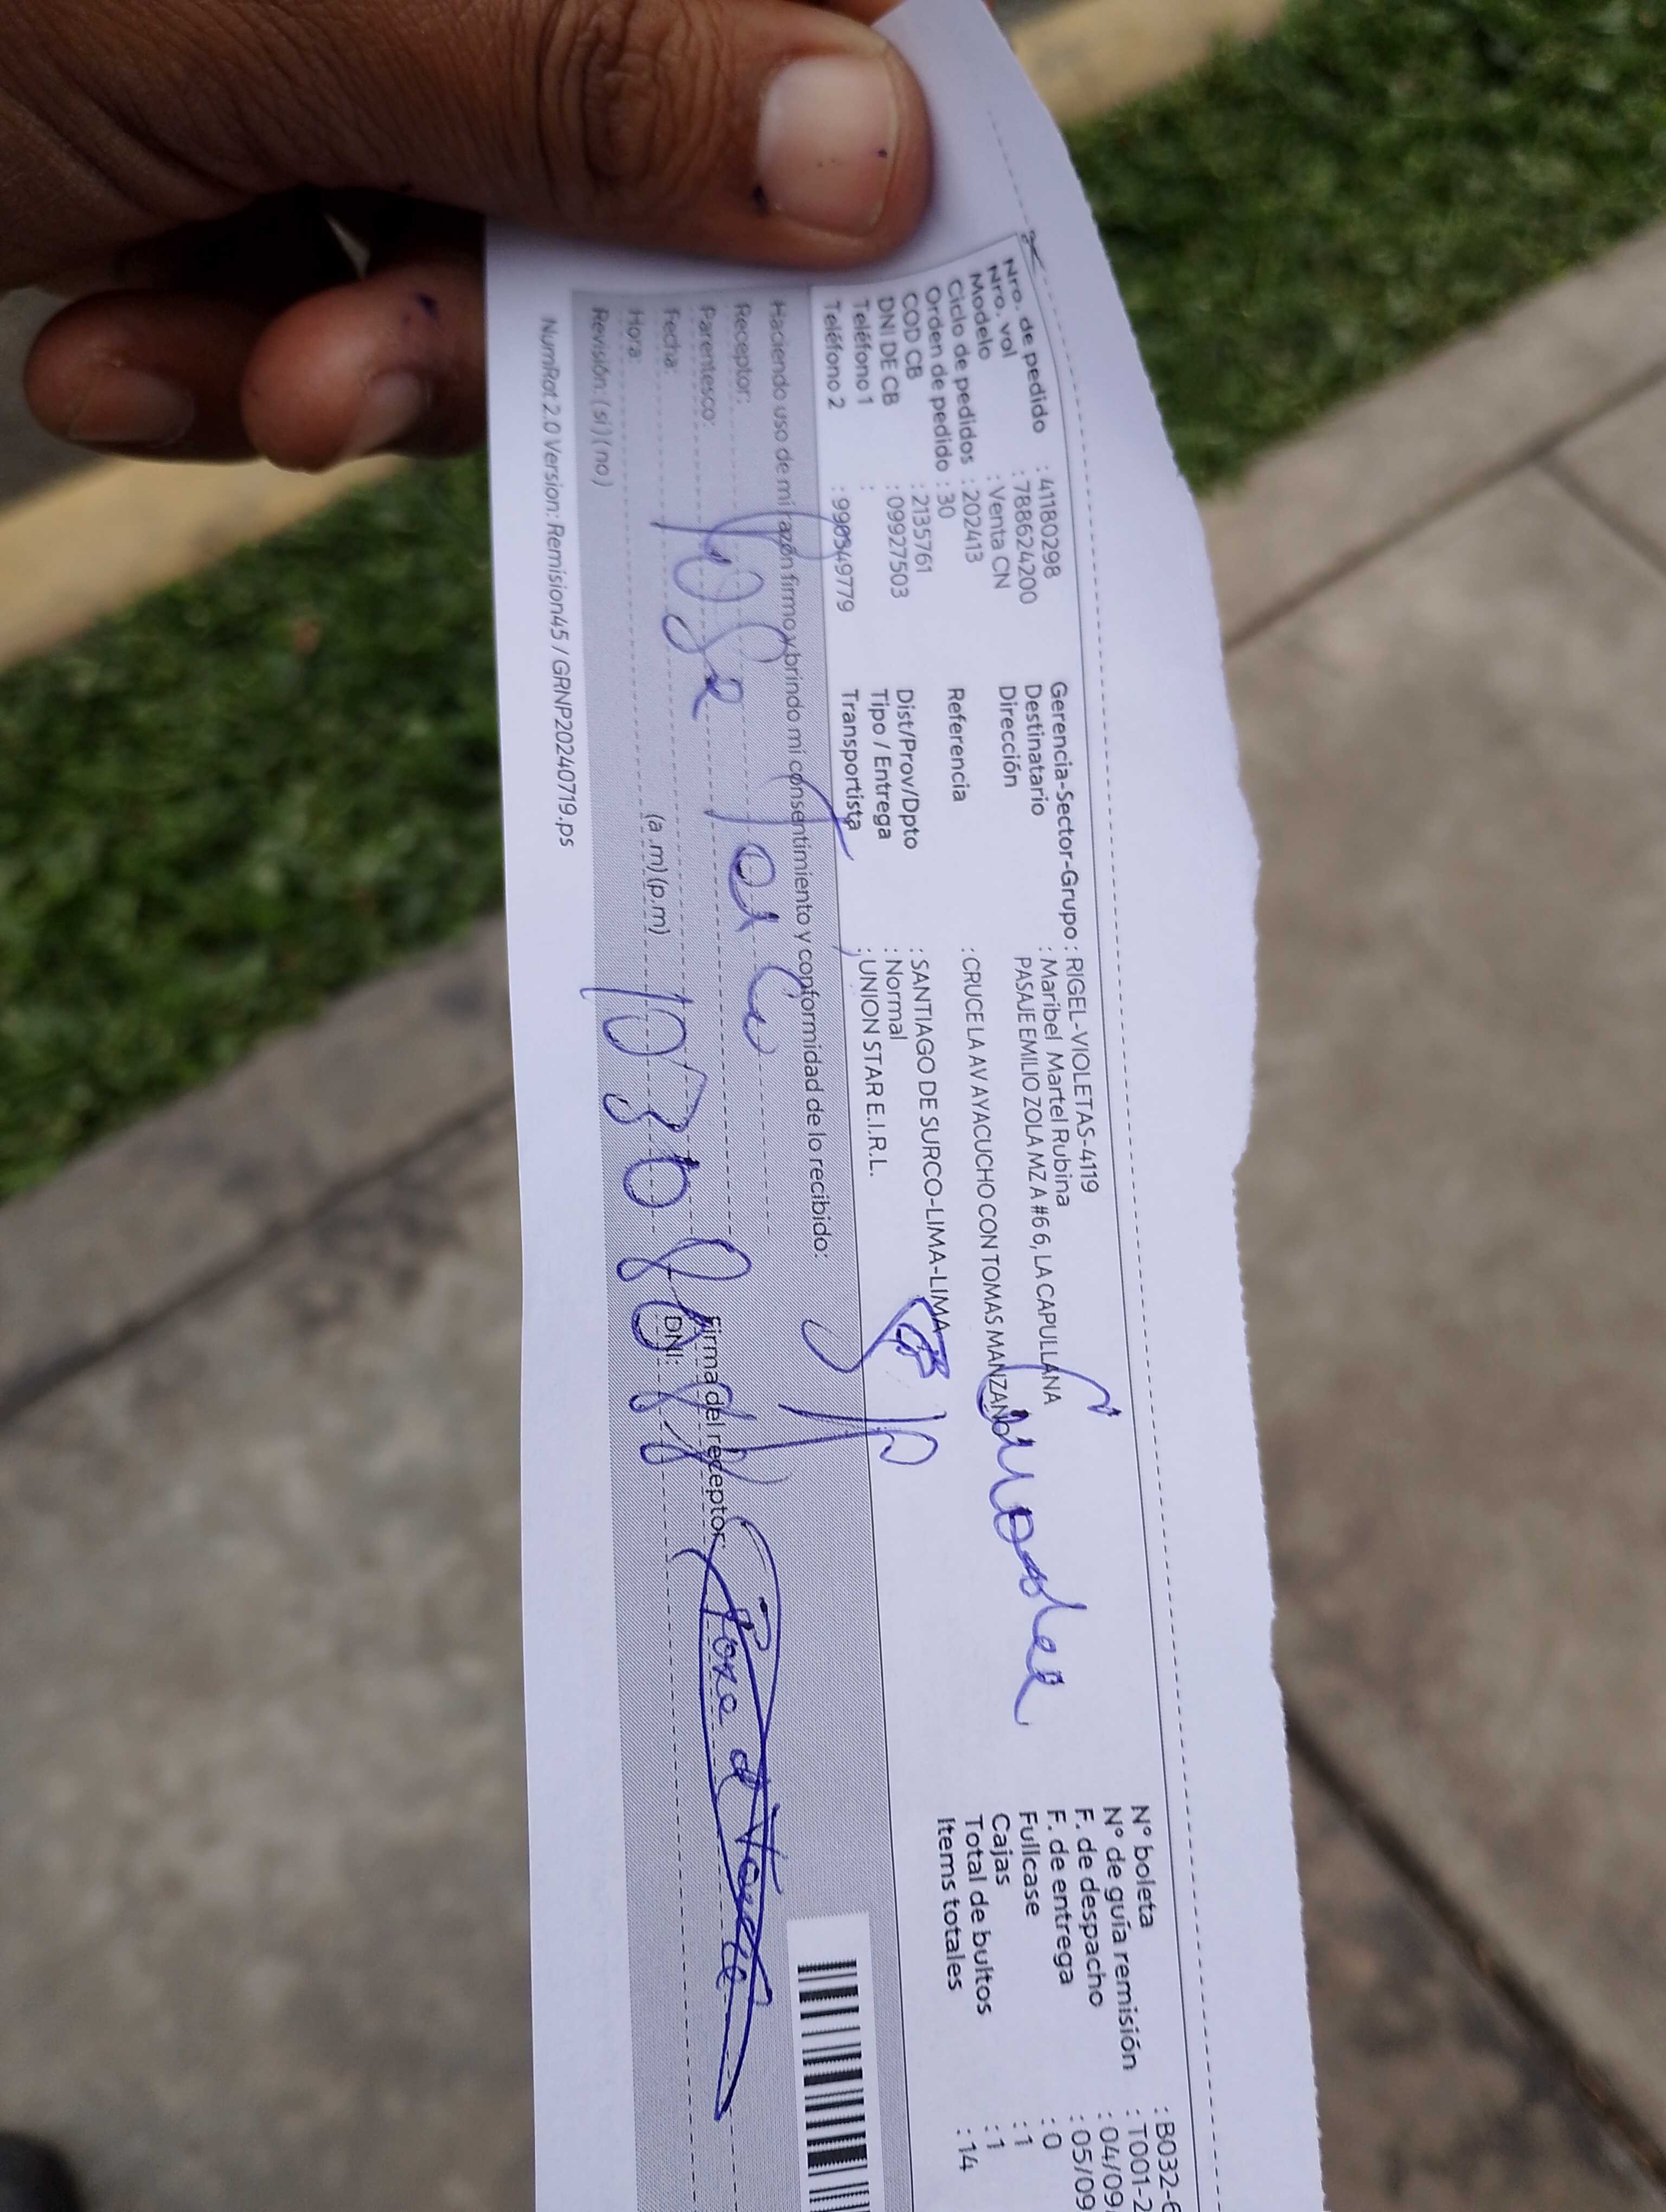 Nro. de pedido : 41180298
Nro. vol : 788624200
Modelo : Venta CN
Ciclo de pedidos : 202413
Orden de pedido : 30
COD CB : 2135761
DNI DE CB : 09927503
Teléfono 1 :
Teléfono 2 : 990349779
Gerencia-Sector-Grupo : RIGEL-VIOLETAS-4119
Destinatario : Maribel Martel Rubina
Dirección PASAJE EMILIO ZOLA MZ A #6 6, LA CAPULLANA
Referencia : CRUCE LA AV AYACUCHO CON TOMAS MANZANO
Dist/Prov/Dpto : SANTIAGO DE SURCO-LIMA-LIMA
Tipo / Entrega : Normal
Transportista : UNION STAR E.I.R.L.
N° boleta : B032-6
N° de guía remisión : T001-2
F. de despacho : 04/09
F. de entrega : 05/09
Fullcase : 0
Cajas : 1
Total de bultos : 1
Items totales : 14
Haciendo uso de mi razón firmo y brindo mi consentimiento y conformidad de lo recibido:
Receptor:
Parentesco:
Fecha:
Hora: (a .m) (p.m)
Revisión: ( si ) ( no )
Firma del receptor
DNI:
NumRot 2.0 Version: Remision45 / GRNP20240719.ps